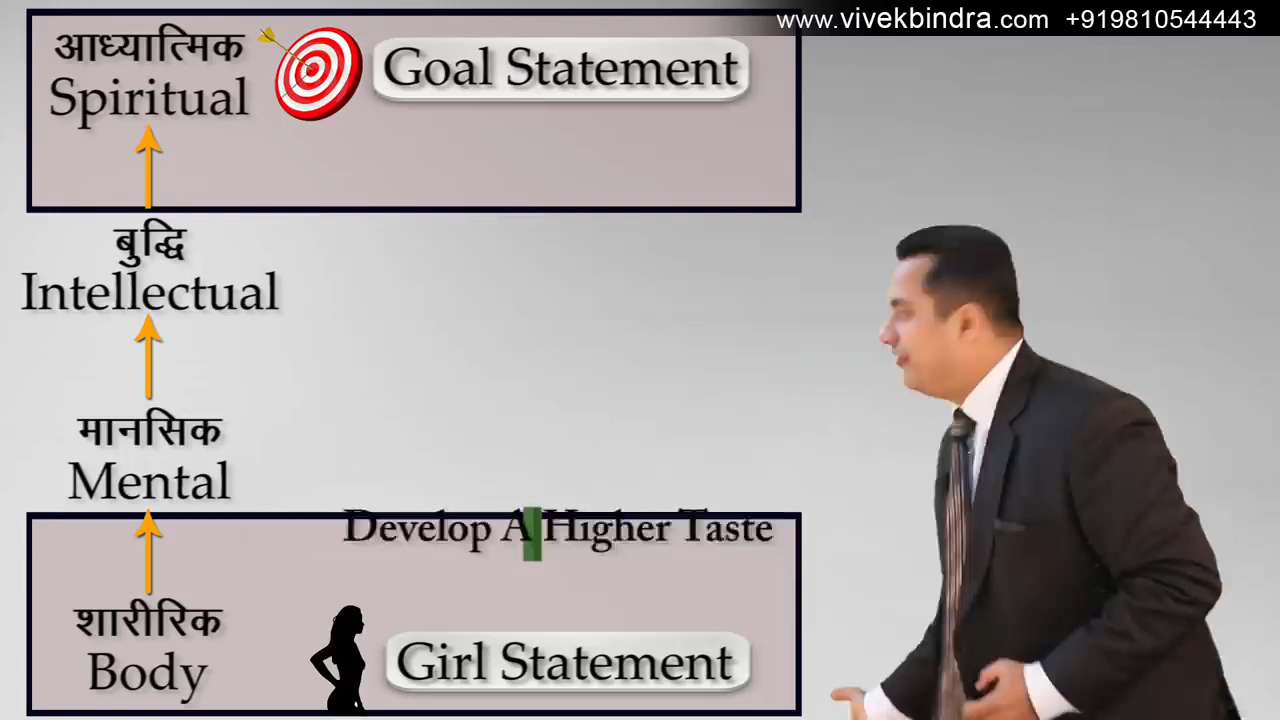 www.vivekbindra.com +919810544443
आध्यात्मिक
Spiritual
Goal Statement
बुद्धि
Intellectual
मानसिक
Mental
Develop A Higher Taste
शारीरिक
Body
Girl Statement